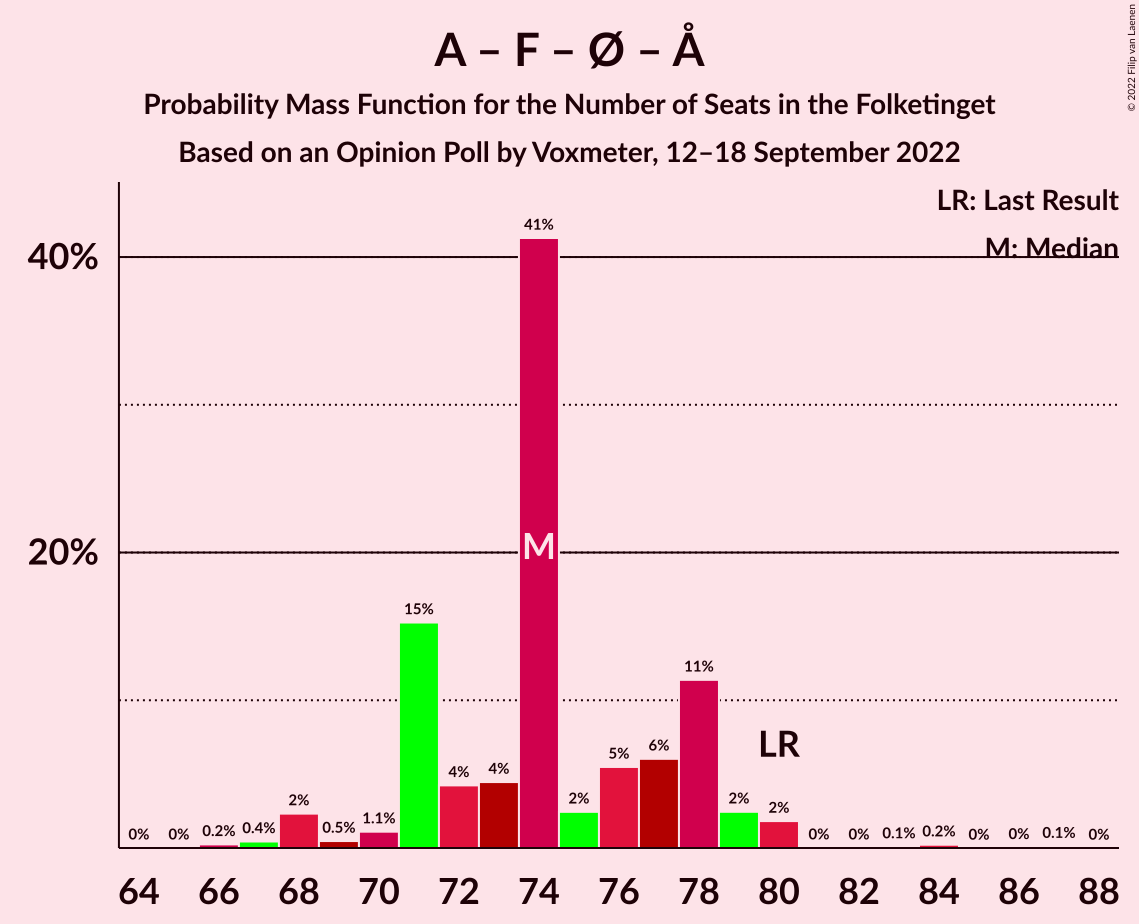 A – F – Ø – Å
Probability Mass Function for the Number of Seats in the Folketinget
Based on an Opinion Poll by Voxmeter, 12–18 September 2022
© 2022 Filip van Laenen
LR: Last Result
M: Median
40%
20%
41%
M
15%
11%
LR
0% 0% 0.2% 0.4% 2% 0.5% 1.1% 4% 4% 2% 5% 6% 2% 2% 0% 0% 0.1% 0.2% 0% 0% 0.1% 0%
64 66 68 70 72 74 76 78 80 82 84 86 88